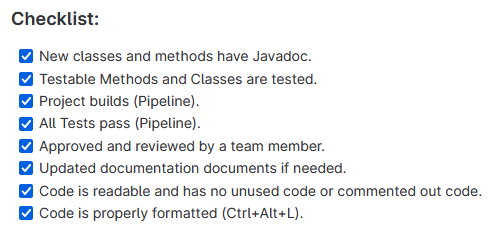 Checklist:
New classes and methods have Javadoc.
Testable Methods and Classes are tested.
Project builds (Pipeline).
All Tests pass (Pipeline).
Approved and reviewed by a team member.
Updated documentation documents if needed.
Code is readable and has no unused code or commented out code.
Code is properly formatted (Ctrl+Alt+L).